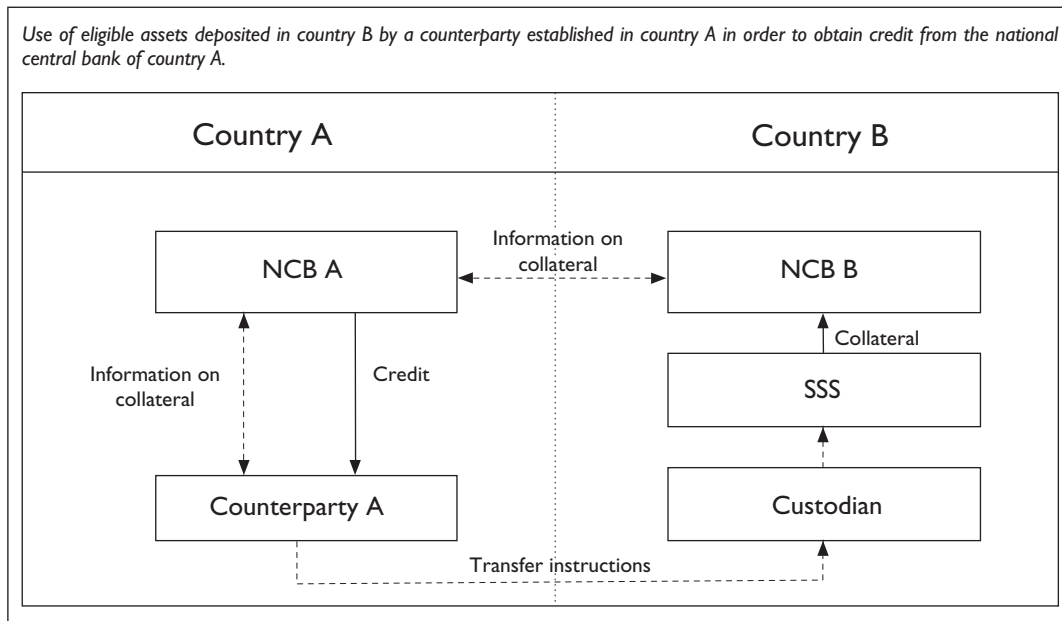 Use of eligible assets deposited in country B by a counterparty established in country A in order to obtain credit from the national
central bank of country A.
Country A
Country B
NCB A
Information on
collateral
NCB B
Information on
collateral
Credit
Collateral
SSS
Counterparty A
Custodian
Transfer instructions